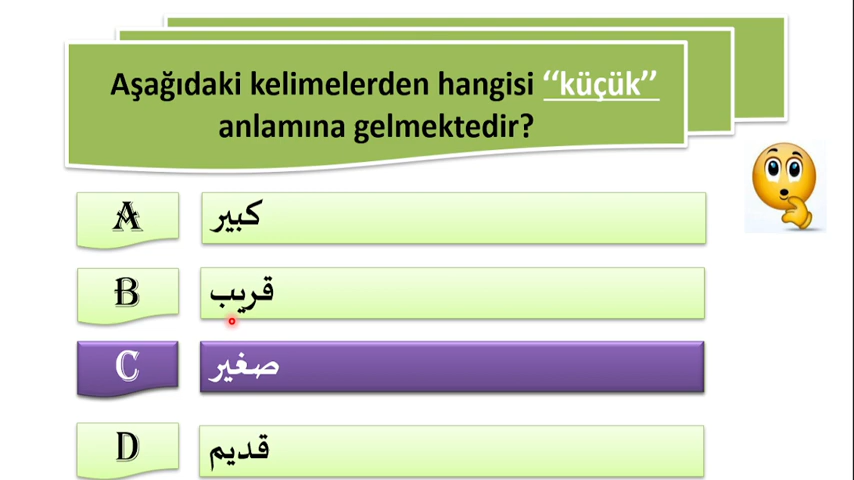 Aşağıdaki kelimelerden hangisi “küçük”
anlamına gelmektedir?
A كبير
B قريب
C صغير
D قديم